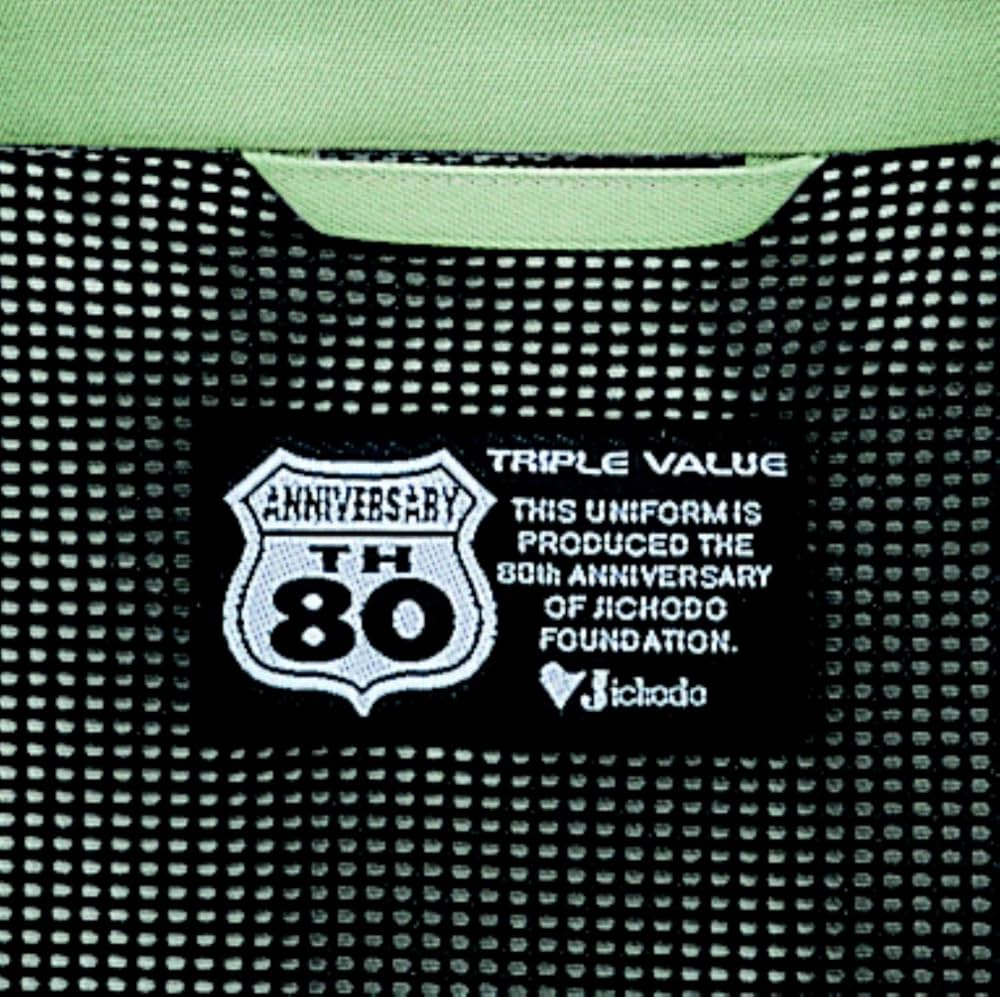 ANNIVERSARY
TH
80
TRIPLE VALUE
THIS UNIFORM IS
PRODUCED THE
80th ANNIVERSARY
OF JICHODO
FOUNDATION.
Jichodo